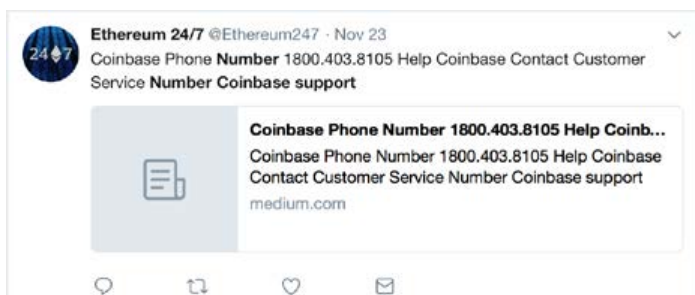 Ethereum 24/7 @Ethereum247 · Nov 23
24 7
Coinbase Phone Number 1800.403.8105 Help Coinbase Contact Customer
Service Number Coinbase support
Coinbase Phone Number 1800.403.8105 Help Coinb...
Coinbase Phone Number 1800.403.8105 Help Coinbase
Contact Customer Service Number Coinbase support
medium.com